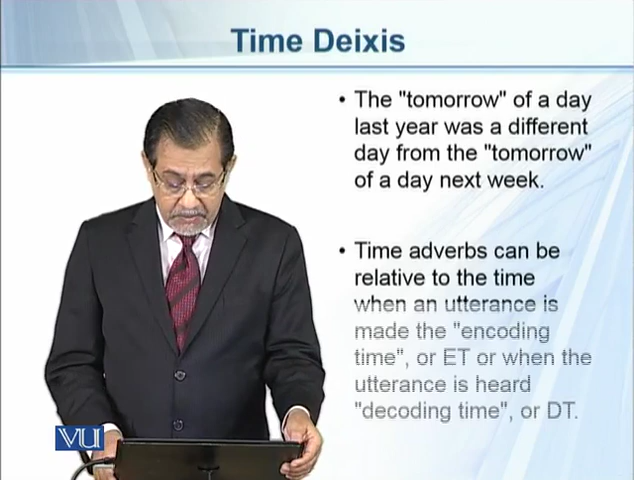 Time Deixis
• The "tomorrow" of a day
last year was a different
day from the "tomorrow"
of a day next week.
• Time adverbs can be
relative to the time
when an utterance is
made the "encoding
time", or ET or when the
utterance is heard
"decoding time", or DT.
VU